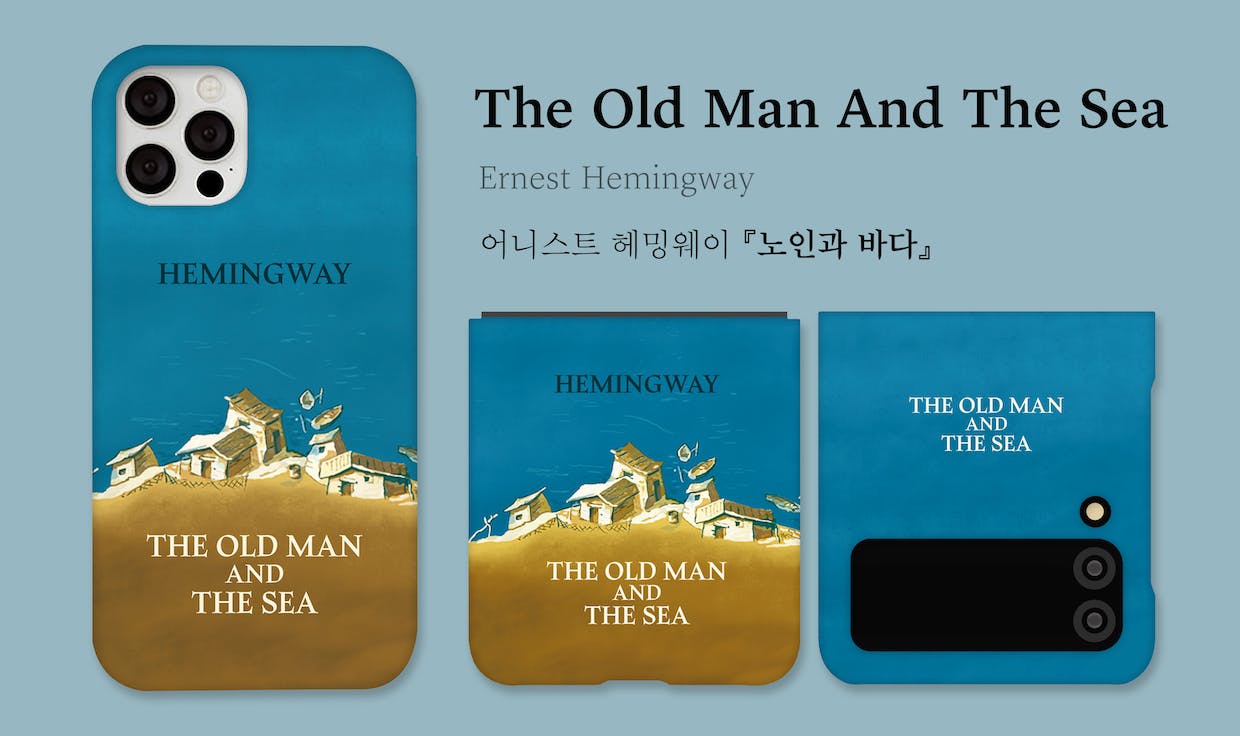 The Old Man And The Sea
Ernest Hemingway
어니스트 헤밍웨이 『노인과 바다』
HEMINGWAY
THE OLD MAN
AND
THE SEA
HEMINGWAY
THE OLD MAN
AND
THE SEA
THE OLD MAN
AND
THE SEA